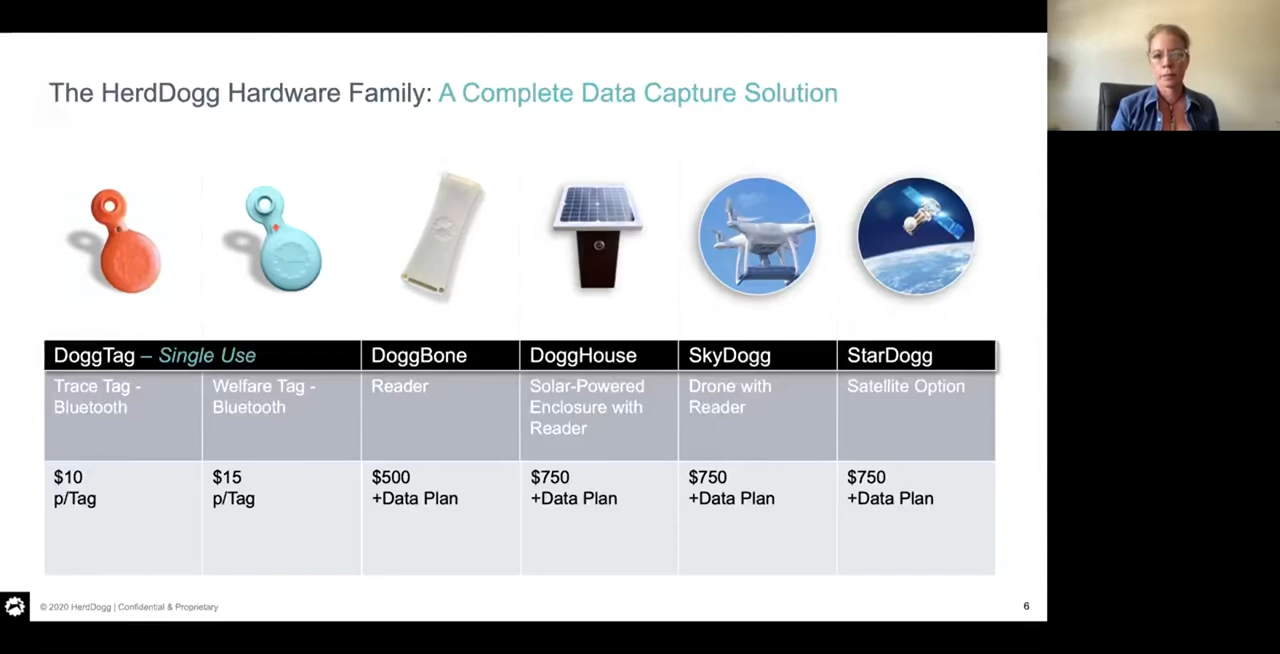 The HerdDogg Hardware Family: A Complete Data Capture Solution
DoggTag – Single Use
DoggBone
DoggHouse
SkyDogg
StarDogg
Trace Tag -
Bluetooth
Welfare Tag -
Bluetooth
Reader
Solar-Powered
Enclosure with
Reader
Drone with
Reader
Satellite Option
$10
p/Tag
$15
p/Tag
$500
+Data Plan
$750
+Data Plan
$750
+Data Plan
$750
+Data Plan
© 2020 HerdDogg | Confidential & Proprietary
6